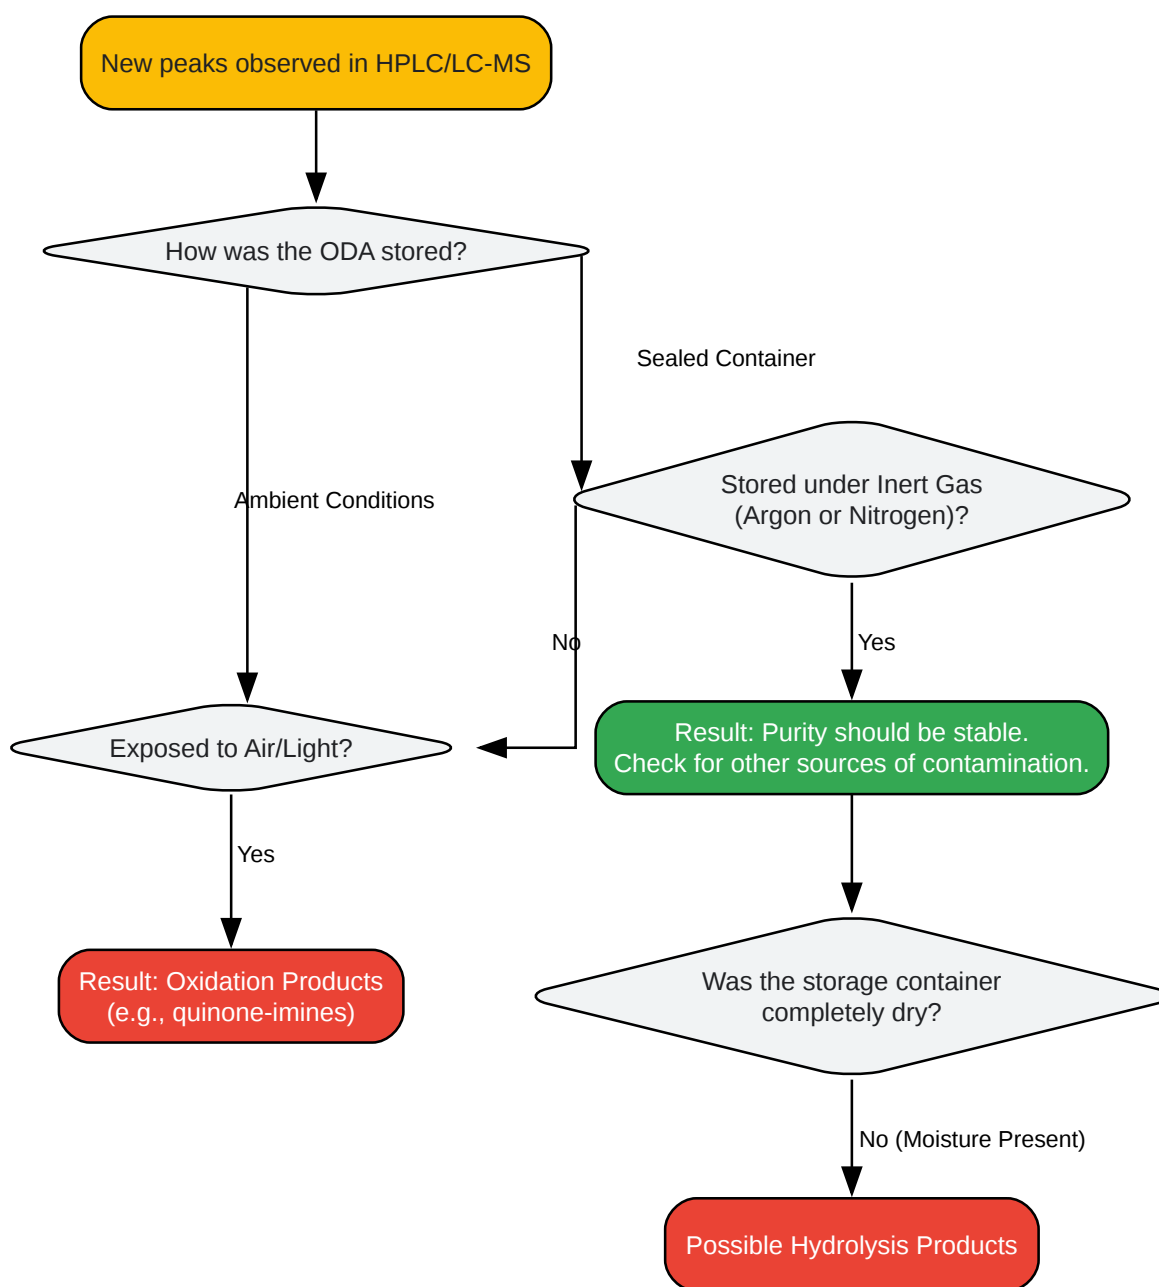 New peaks observed in HPLC/LC-MS
How was the ODA stored?
Sealed Container
Ambient Conditions
Stored under Inert Gas
(Argon or Nitrogen)?
No
Yes
Exposed to Air/Light?
Result: Purity should be stable.
Check for other sources of contamination.
Yes
Result: Oxidation Products
(e.g., quinone-imines)
Was the storage container
completely dry?
No (Moisture Present)
Possible Hydrolysis Products